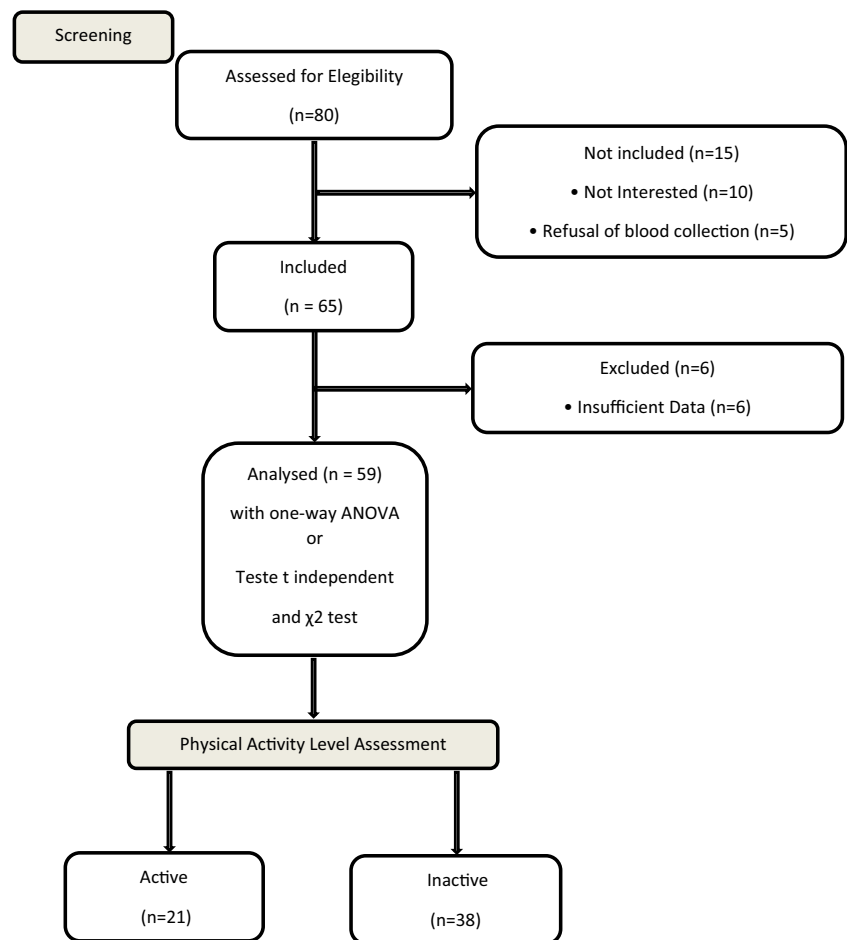 Screening
Assessed for Elegibility
(n=80)
Not included (n=15)
• Not Interested (n=10)
• Refusal of blood collection (n=5)
Included
(n = 65)
Excluded (n=6)
• Insufficient Data (n=6)
Analysed (n = 59)
with one-way ANOVA
or
Teste t independent
and χ2 test
Physical Activity Level Assessment
Active
(n=21)
Inactive
(n=38)